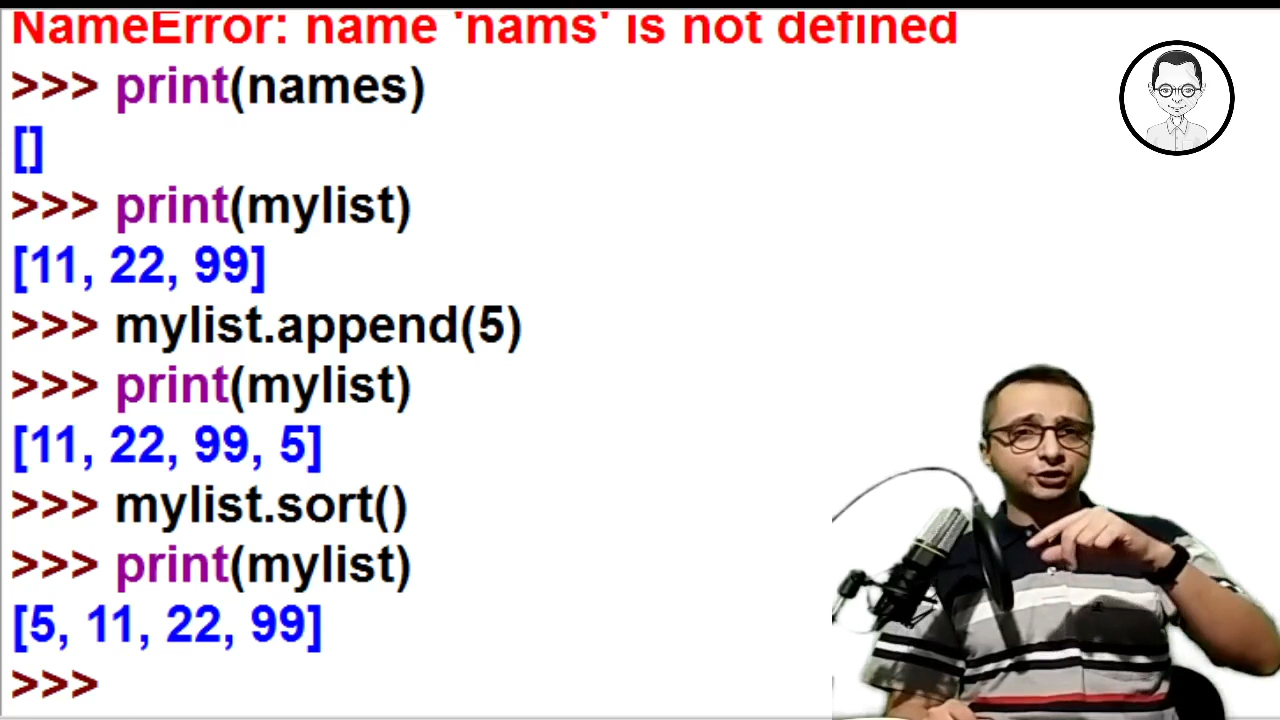 NameError: name 'nams' is not defined
>>> print(names)
[]
>>> print(mylist)
[11, 22, 99]
>>> mylist.append(5)
>>> print(mylist)
[11, 22, 99, 5]
>>> mylist.sort()
>>> print(mylist)
[5, 11, 22, 99]
>>>